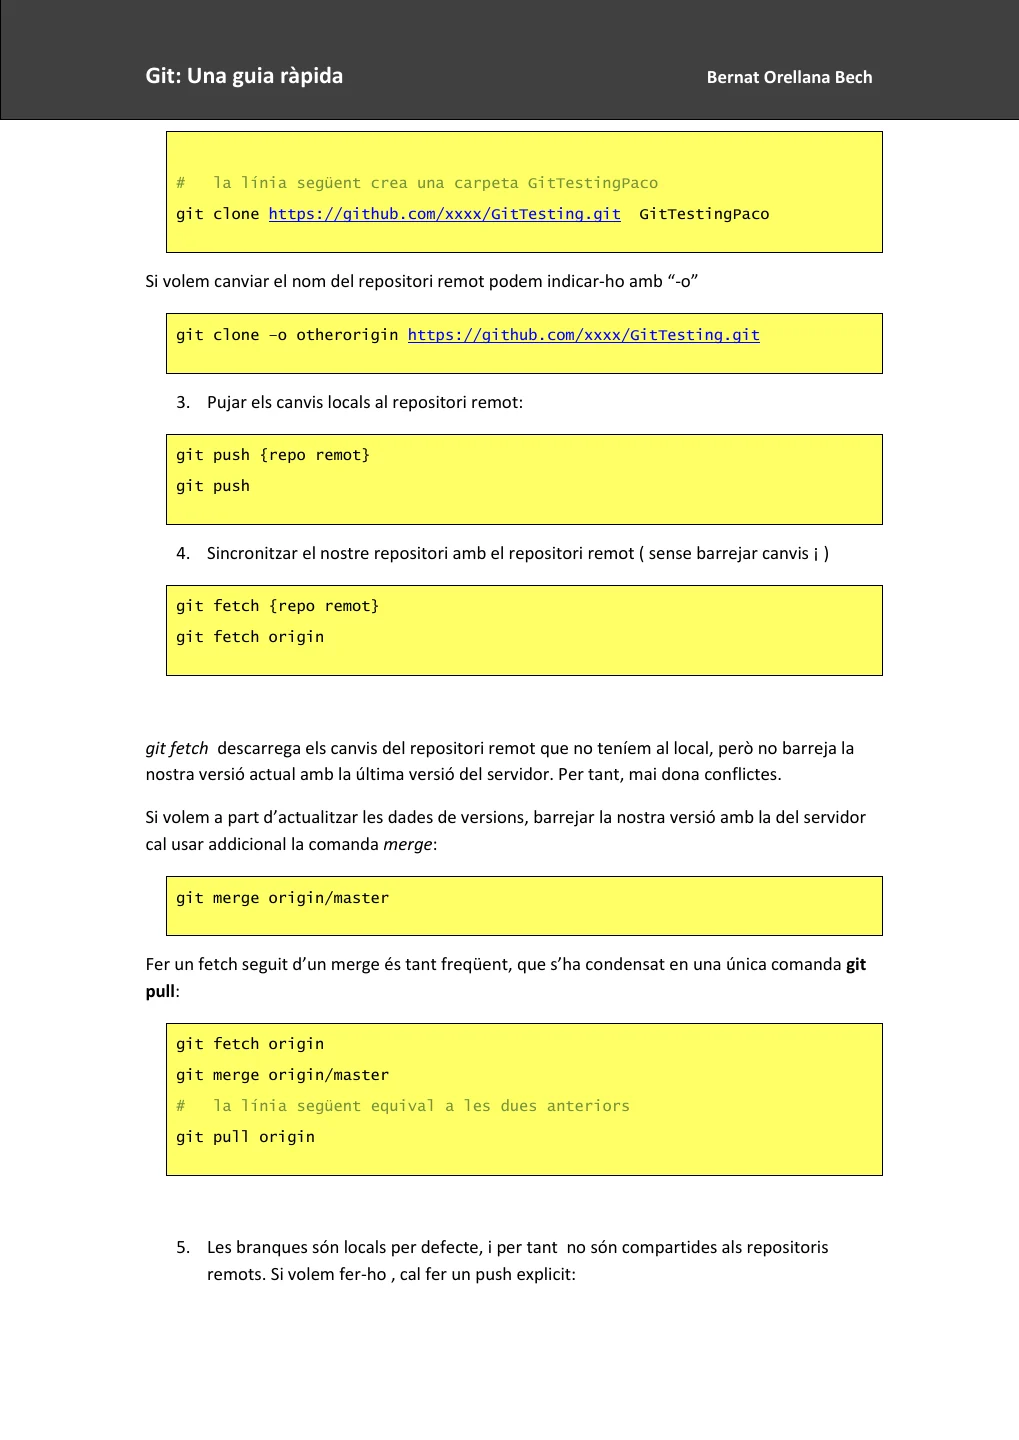 Git: Una guia ràpida Bernat Orellana Bech
#   la línia següent crea una carpeta GitTestingPaco
git clone https://github.com/xxxx/GitTesting.git  GitTestingPaco
Si volem canviar el nom del repositori remot podem indicar-ho amb “-o”
git clone –o otherorigin https://github.com/xxxx/GitTesting.git
3. Pujar els canvis locals al repositori remot:
git push {repo remot}
git push
4. Sincronitzar el nostre repositori amb el repositori remot ( sense barrejar canvis ¡ )
git fetch {repo remot}
git fetch origin
git fetch  descarrega els canvis del repositori remot que no teníem al local, però no barreja la
nostra versió actual amb la última versió del servidor. Per tant, mai dona conflictes.
Si volem a part d’actualitzar les dades de versions, barrejar la nostra versió amb la del servidor
cal usar addicional la comanda merge:
git merge origin/master
Fer un fetch seguit d’un merge és tant freqüent, que s’ha condensat en una única comanda git
pull:
git fetch origin
git merge origin/master
#   la línia següent equival a les dues anteriors
git pull origin
5. Les branques són locals per defecte, i per tant  no són compartides als repositoris
remots. Si volem fer-ho , cal fer un push explicit: